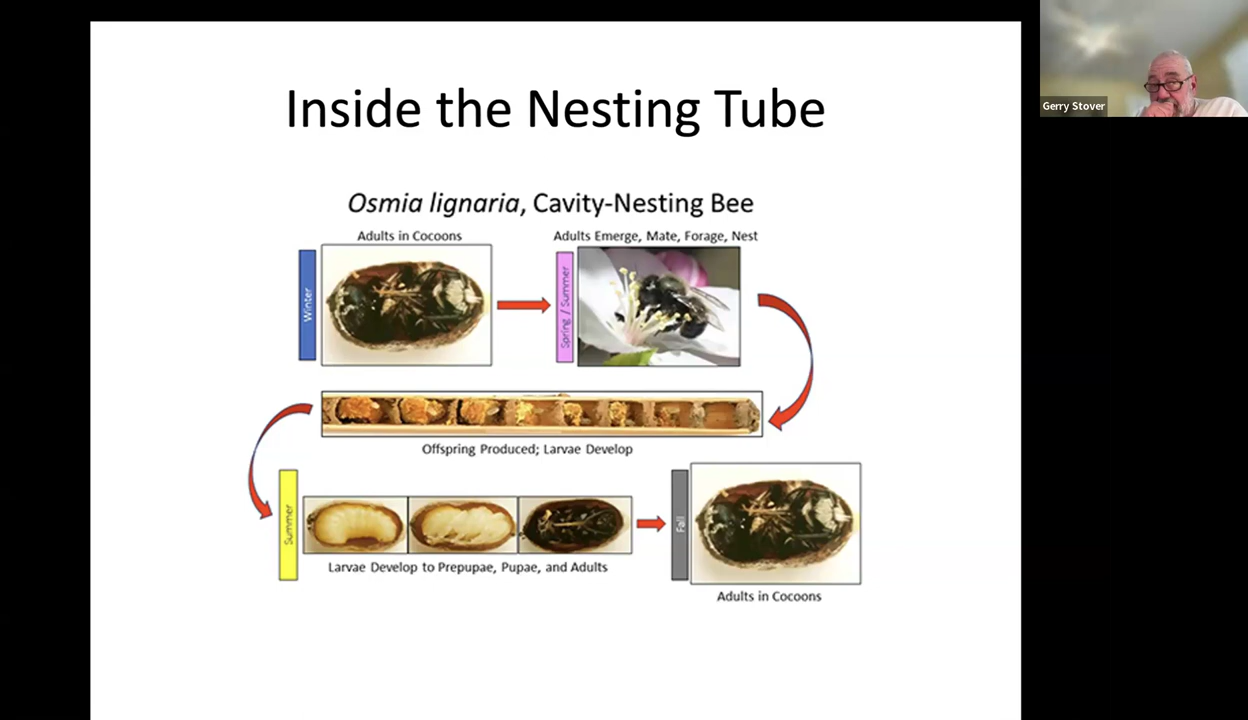 Inside the Nesting Tube
Gerry Stover
Osmia lignaria, Cavity-Nesting Bee
Adults in Cocoons
Adults Emerge, Mate, Forage, Nest
Winter
Spring / Summer
Offspring Produced; Larvae Develop
Summer
Larvae Develop to Prepupae, Pupae, and Adults
Fall
Adults in Cocoons